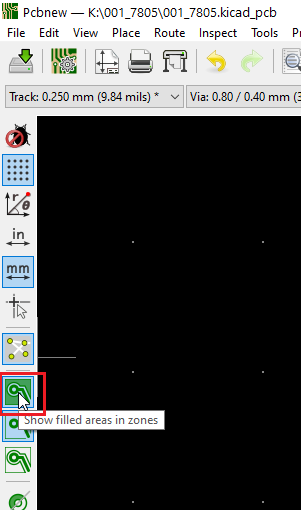 Pcbnew — K:\001_7805\001_7805.kicad_pcb
File Edit View Place Route Inspect Tools
Track: 0.250 mm (9.84 mils) * Via: 0.80 / 0.40 mm (3
r
θ
in
mm
Show filled areas in zones